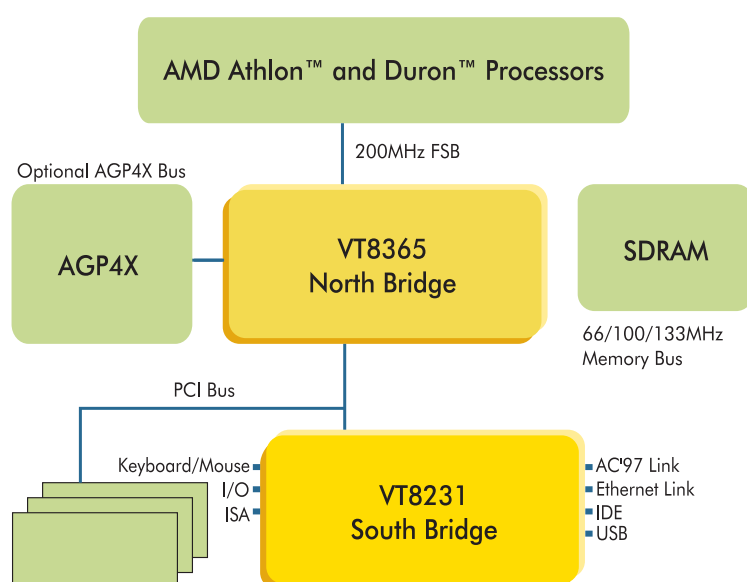 AMD Athlon™ and Duron™ Processors
200MHz FSB
Optional AGP4X Bus
AGP4X
VT8365
North Bridge
SDRAM
66/100/133MHz
Memory Bus
PCI Bus
Keyboard/Mouse
I/O
ISA
VT8231
South Bridge
AC'97 Link
Ethernet Link
IDE
USB